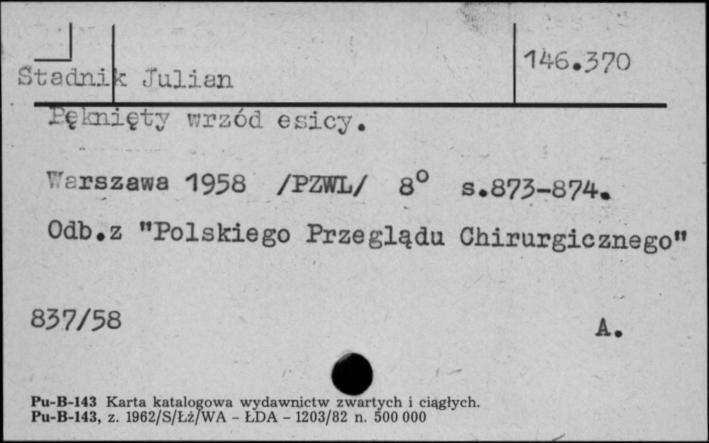 146.370
Stadnik Julian
Pęknięty wrzód esicy.
Warszawa 1958 /PZWL/ 8° s.873-874.
Odb.z "Polskiego Przeglądu Chirurgicznego"
837/58 A.
Pu-B-143 Karta katalogowa wydawnictw zwartych i ciągłych.
Pu-B-143, z. 1962/S/Łż/WA - ŁDA - 1203/82 n. 500 000